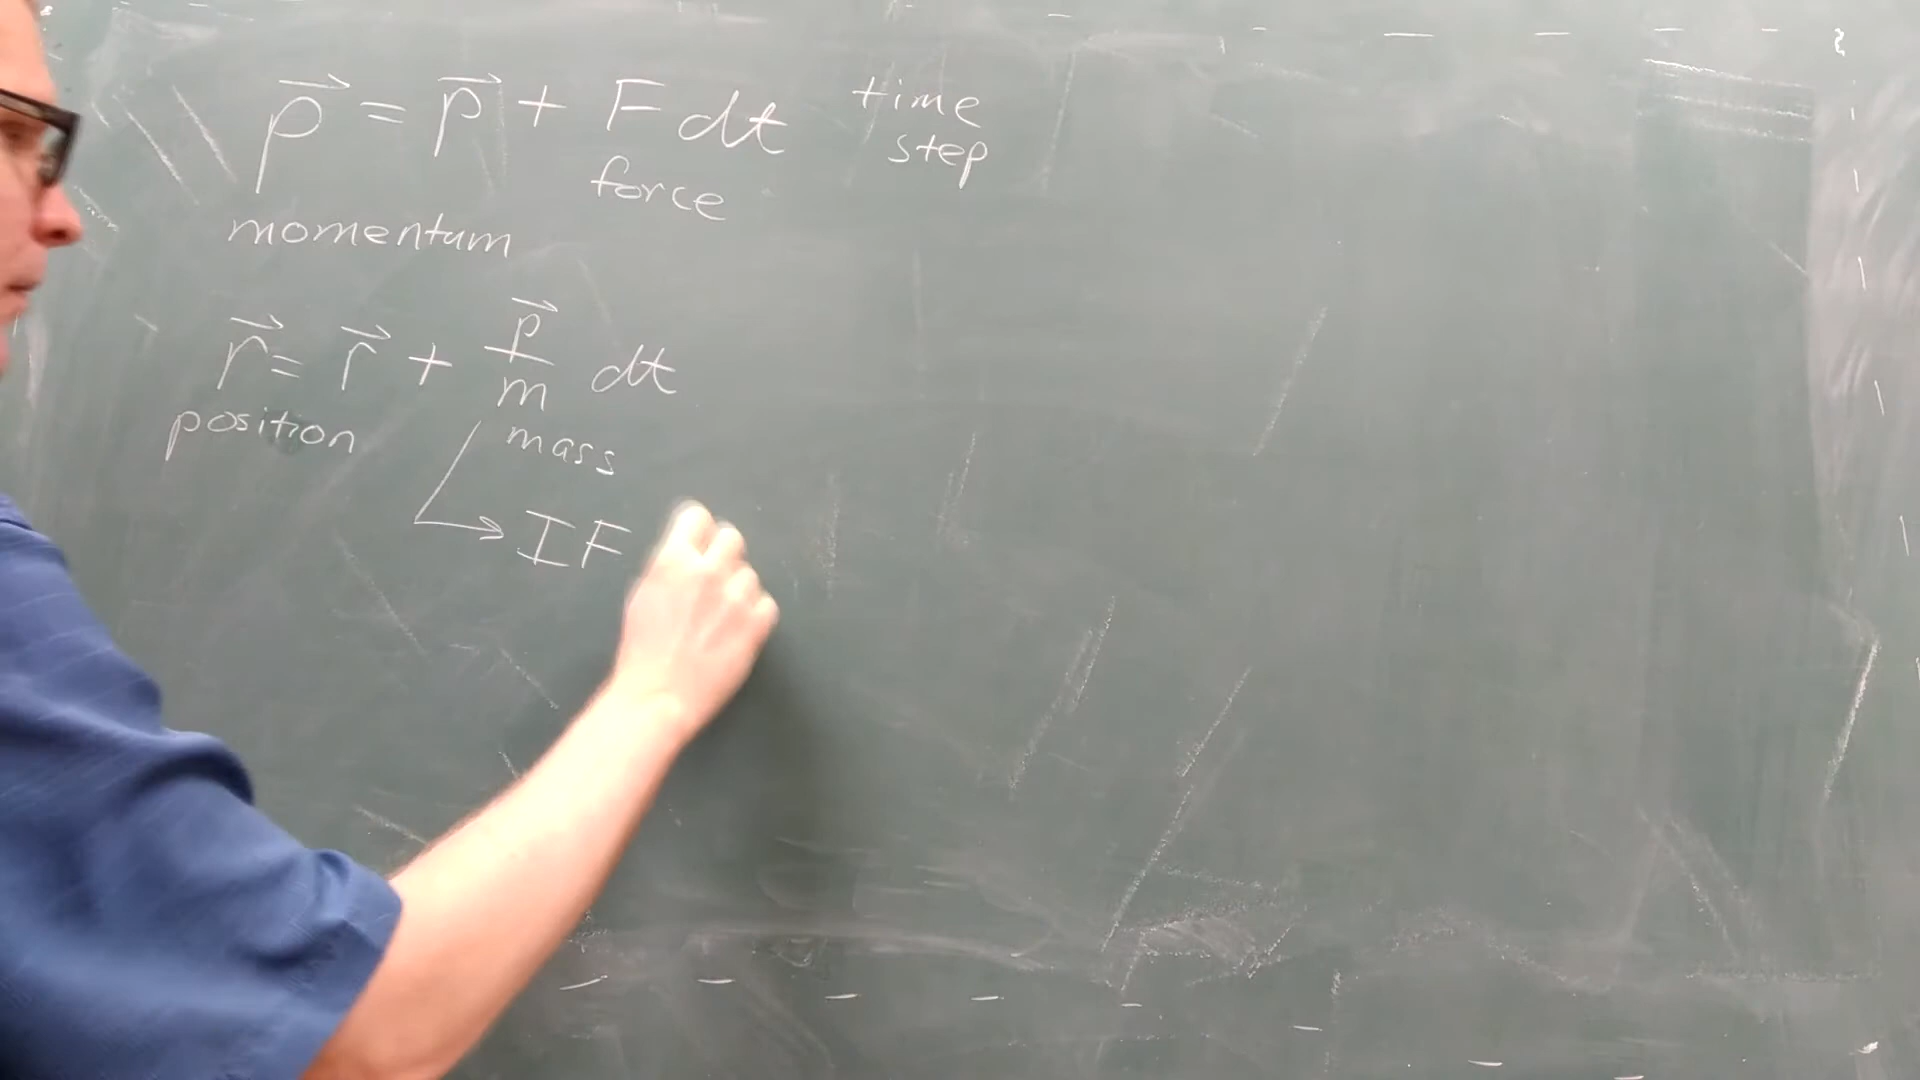 p⃗ = p⃗ + F dt time step
force
momentum
r⃗ = r⃗ + p⃗/m dt
position
mass
→ IF